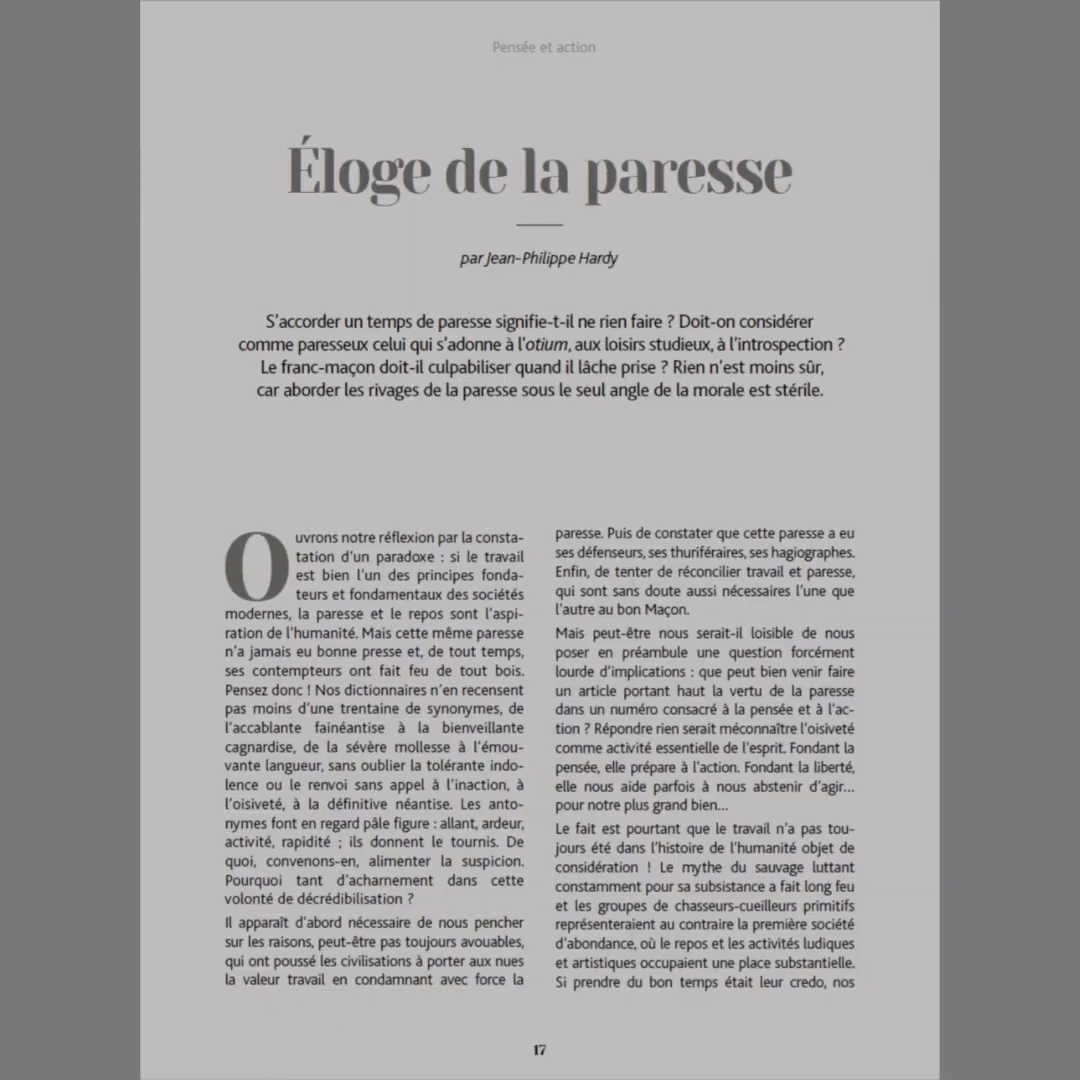 Pensée et action
Éloge de la paresse
par Jean-Philippe Hardy
S'accorder un temps de paresse signifie-t-il ne rien faire ? Doit-on considérer
comme paresseux celui qui s'adonne à l'otium, aux loisirs studieux, à l'introspection ?
Le franc-maçon doit-il culpabiliser quand il lâche prise ? Rien n'est moins sûr,
car aborder les rivages de la paresse sous le seul angle de la morale est stérile.
Ouvrons notre réflexion par la consta-
tation d'un paradoxe : si le travail
est bien l'un des principes fonda-
teurs et fondamentaux des sociétés
modernes, la paresse et le repos sont l'aspi-
ration de l'humanité. Mais cette même paresse
n'a jamais eu bonne presse et, de tout temps,
ses contempteurs ont fait feu de tout bois.
Pensez donc ! Nos dictionnaires n'en recensent
pas moins d'une trentaine de synonymes, de
l'accablante fainéantise à la bienveillante
cagnardise, de la sévère mollesse à l'émou-
vante langueur, sans oublier la tolérante indo-
lence ou le renvoi sans appel à l'inaction, à
l'oisiveté, à la définitive néantise. Les anto-
nymes font en regard pâle figure : allant, ardeur,
activité, rapidité ; ils donnent le tournis. De
quoi, convenons-en, alimenter la suspicion.
Pourquoi tant d'acharnement dans cette
volonté de décrédibilisation ?
Il apparaît d'abord nécessaire de nous pencher
sur les raisons, peut-être pas toujours avouables,
qui ont poussé les civilisations à porter aux nues
la valeur travail en condamnant avec force la
paresse. Puis de constater que cette paresse a eu
ses défenseurs, ses thuriféraires, ses hagiographes.
Enfin, de tenter de réconcilier travail et paresse,
qui sont sans doute aussi nécessaires l'une que
l'autre au bon Maçon.
Mais peut-être nous serait-il loisible de nous
poser en préambule une question forcément
lourde d'implications : que peut bien venir faire
un article portant haut la vertu de la paresse
dans un numéro consacré à la pensée et à l'ac-
tion ? Répondre rien serait méconnaître l'oisiveté
comme activité essentielle de l'esprit. Fondant la
pensée, elle prépare à l'action. Fondant la liberté,
elle nous aide parfois à nous abstenir d'agir...
pour notre plus grand bien...
Le fait est pourtant que le travail n'a pas tou-
jours été dans l'histoire de l'humanité objet de
considération ! Le mythe du sauvage luttant
constamment pour sa subsistance a fait long feu
et les groupes de chasseurs-cueilleurs primitifs
représenteraient au contraire la première société
d'abondance, où le repos et les activités ludiques
et artistiques occupaient une place substantielle.
Si prendre du bon temps était leur credo, nos
17